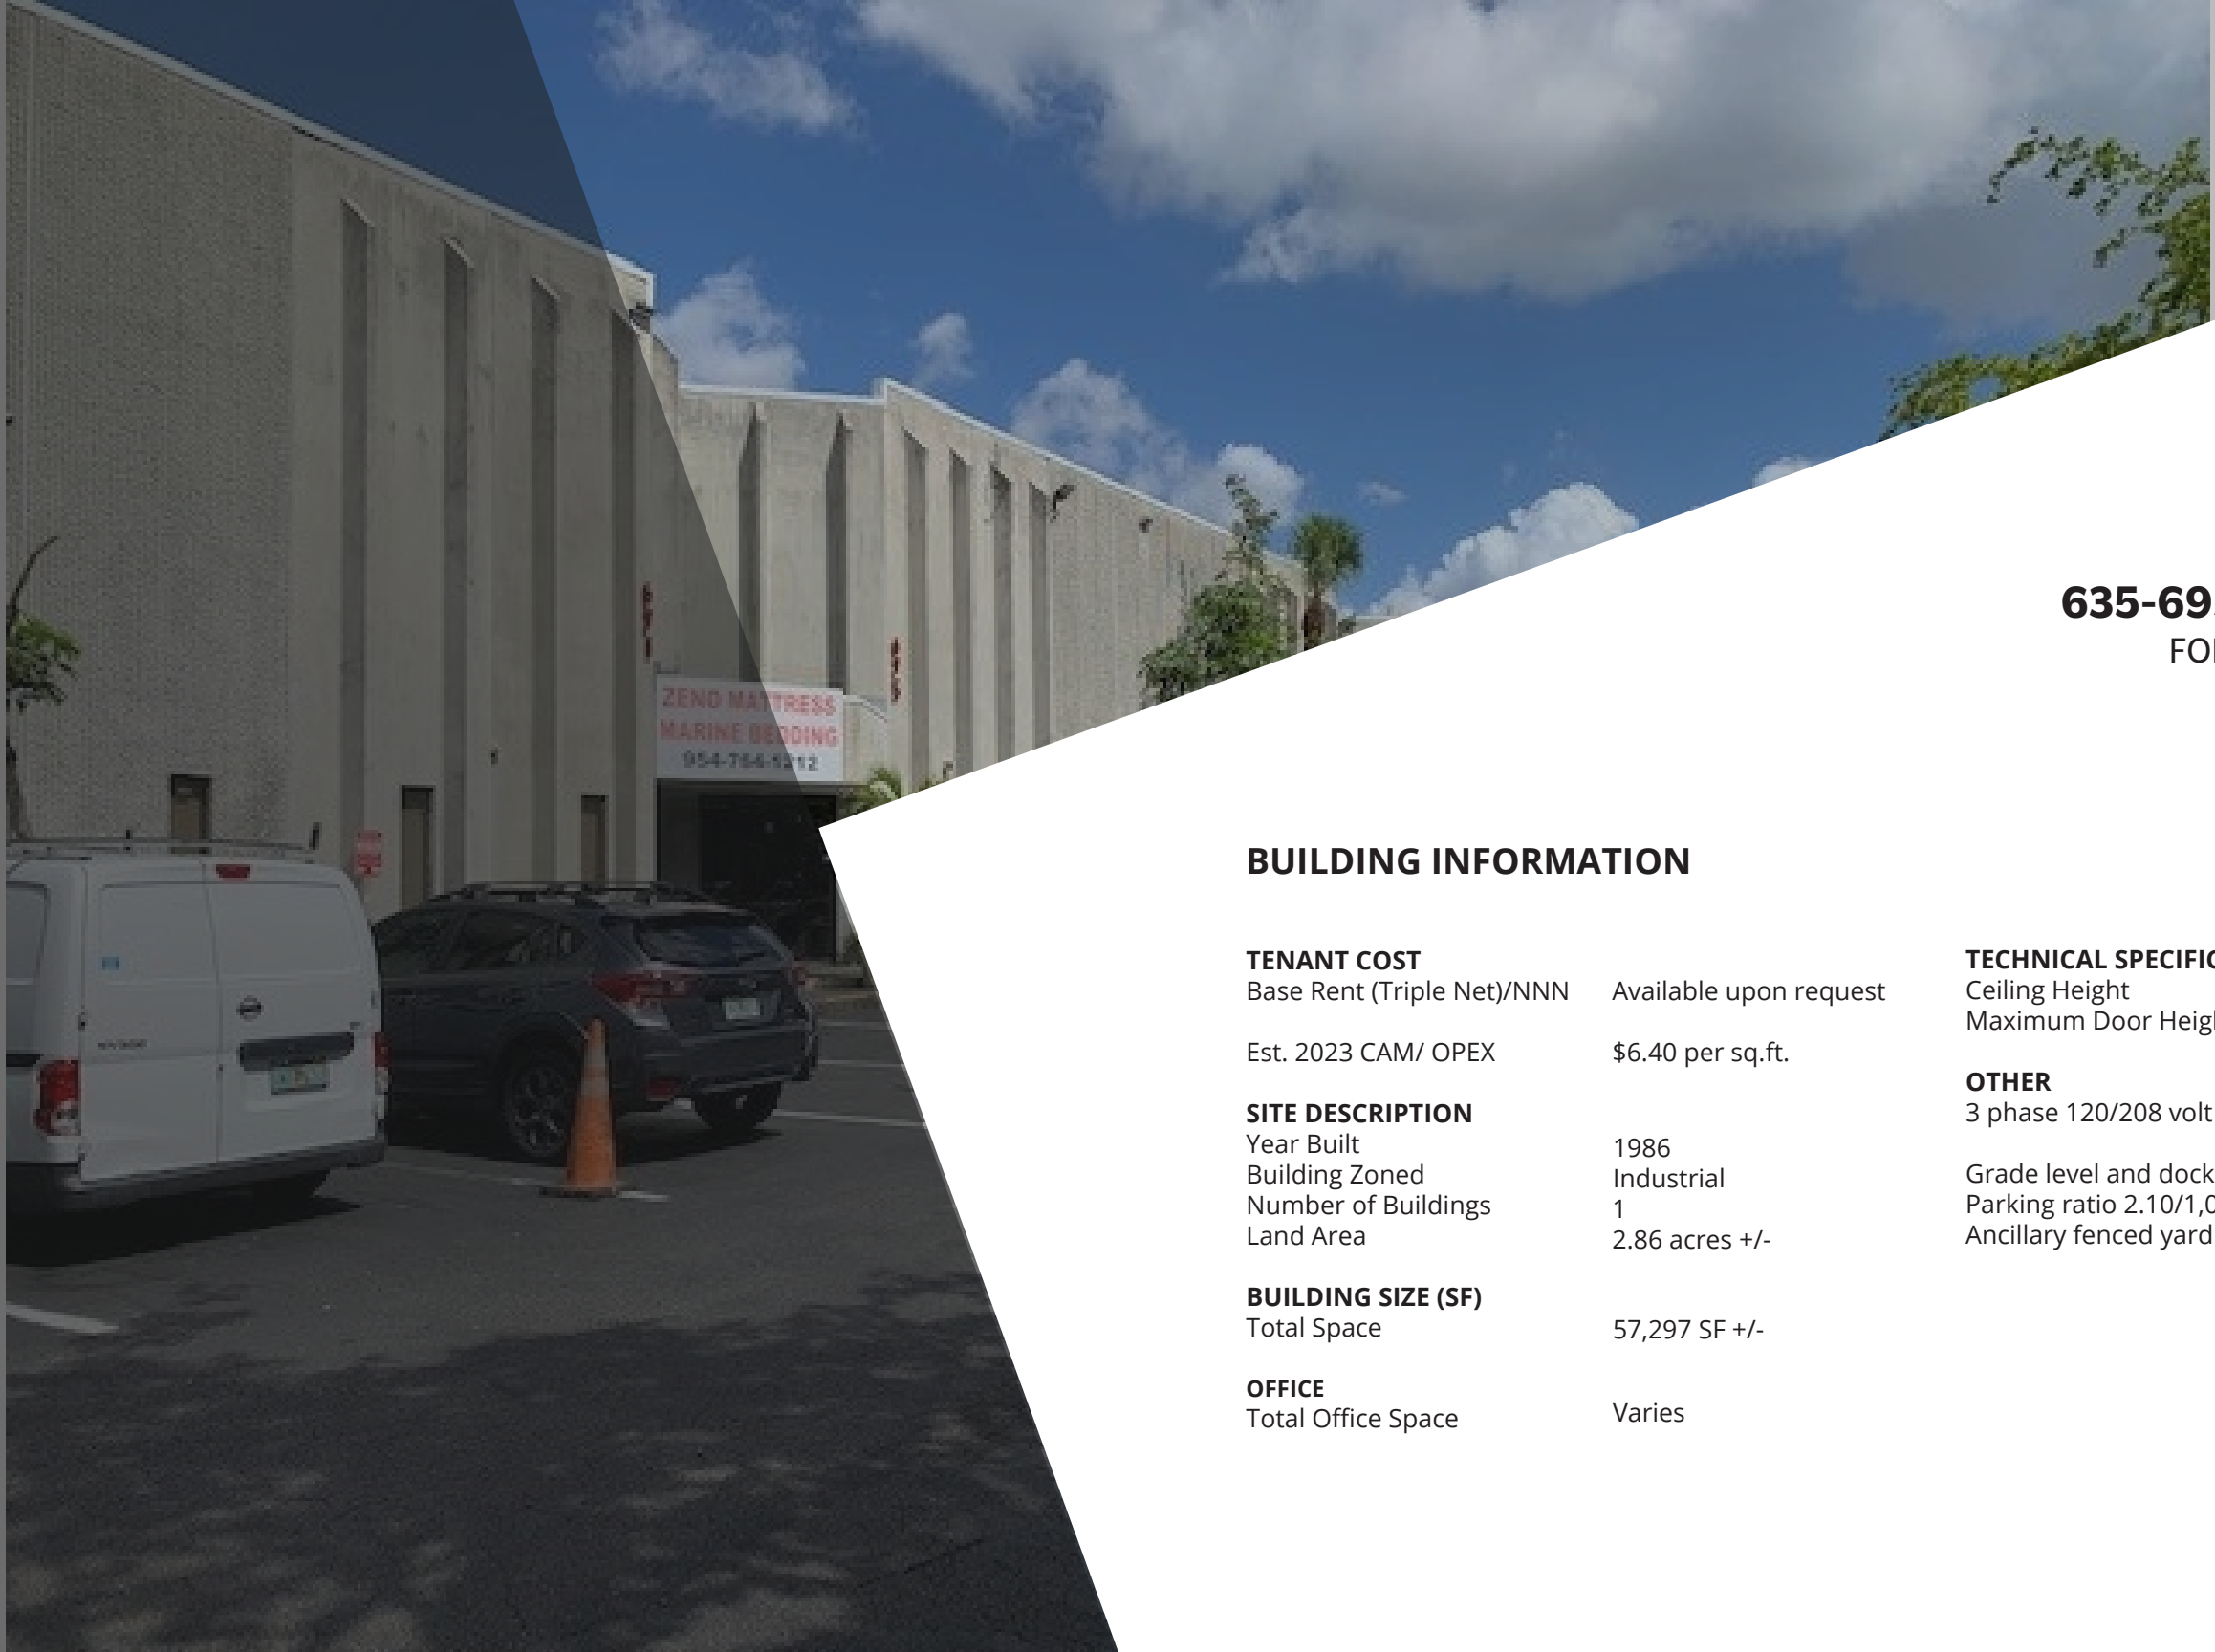 ZENO MATTRESS
MARINE BEDDING
635-69
FO
BUILDING INFORMATION
TENANT COST
Base Rent (Triple Net)/NNN Available upon request
Est. 2023 CAM/ OPEX $6.40 per sq.ft.
SITE DESCRIPTION
Year Built 1986
Building Zoned Industrial
Number of Buildings 1
Land Area 2.86 acres +/-
BUILDING SIZE (SF)
Total Space 57,297 SF +/-
OFFICE
Total Office Space Varies
TECHNICAL SPECIFIC
Ceiling Height
Maximum Door Heig
OTHER
3 phase 120/208 volt
Grade level and dock
Parking ratio 2.10/1,0
Ancillary fenced yard